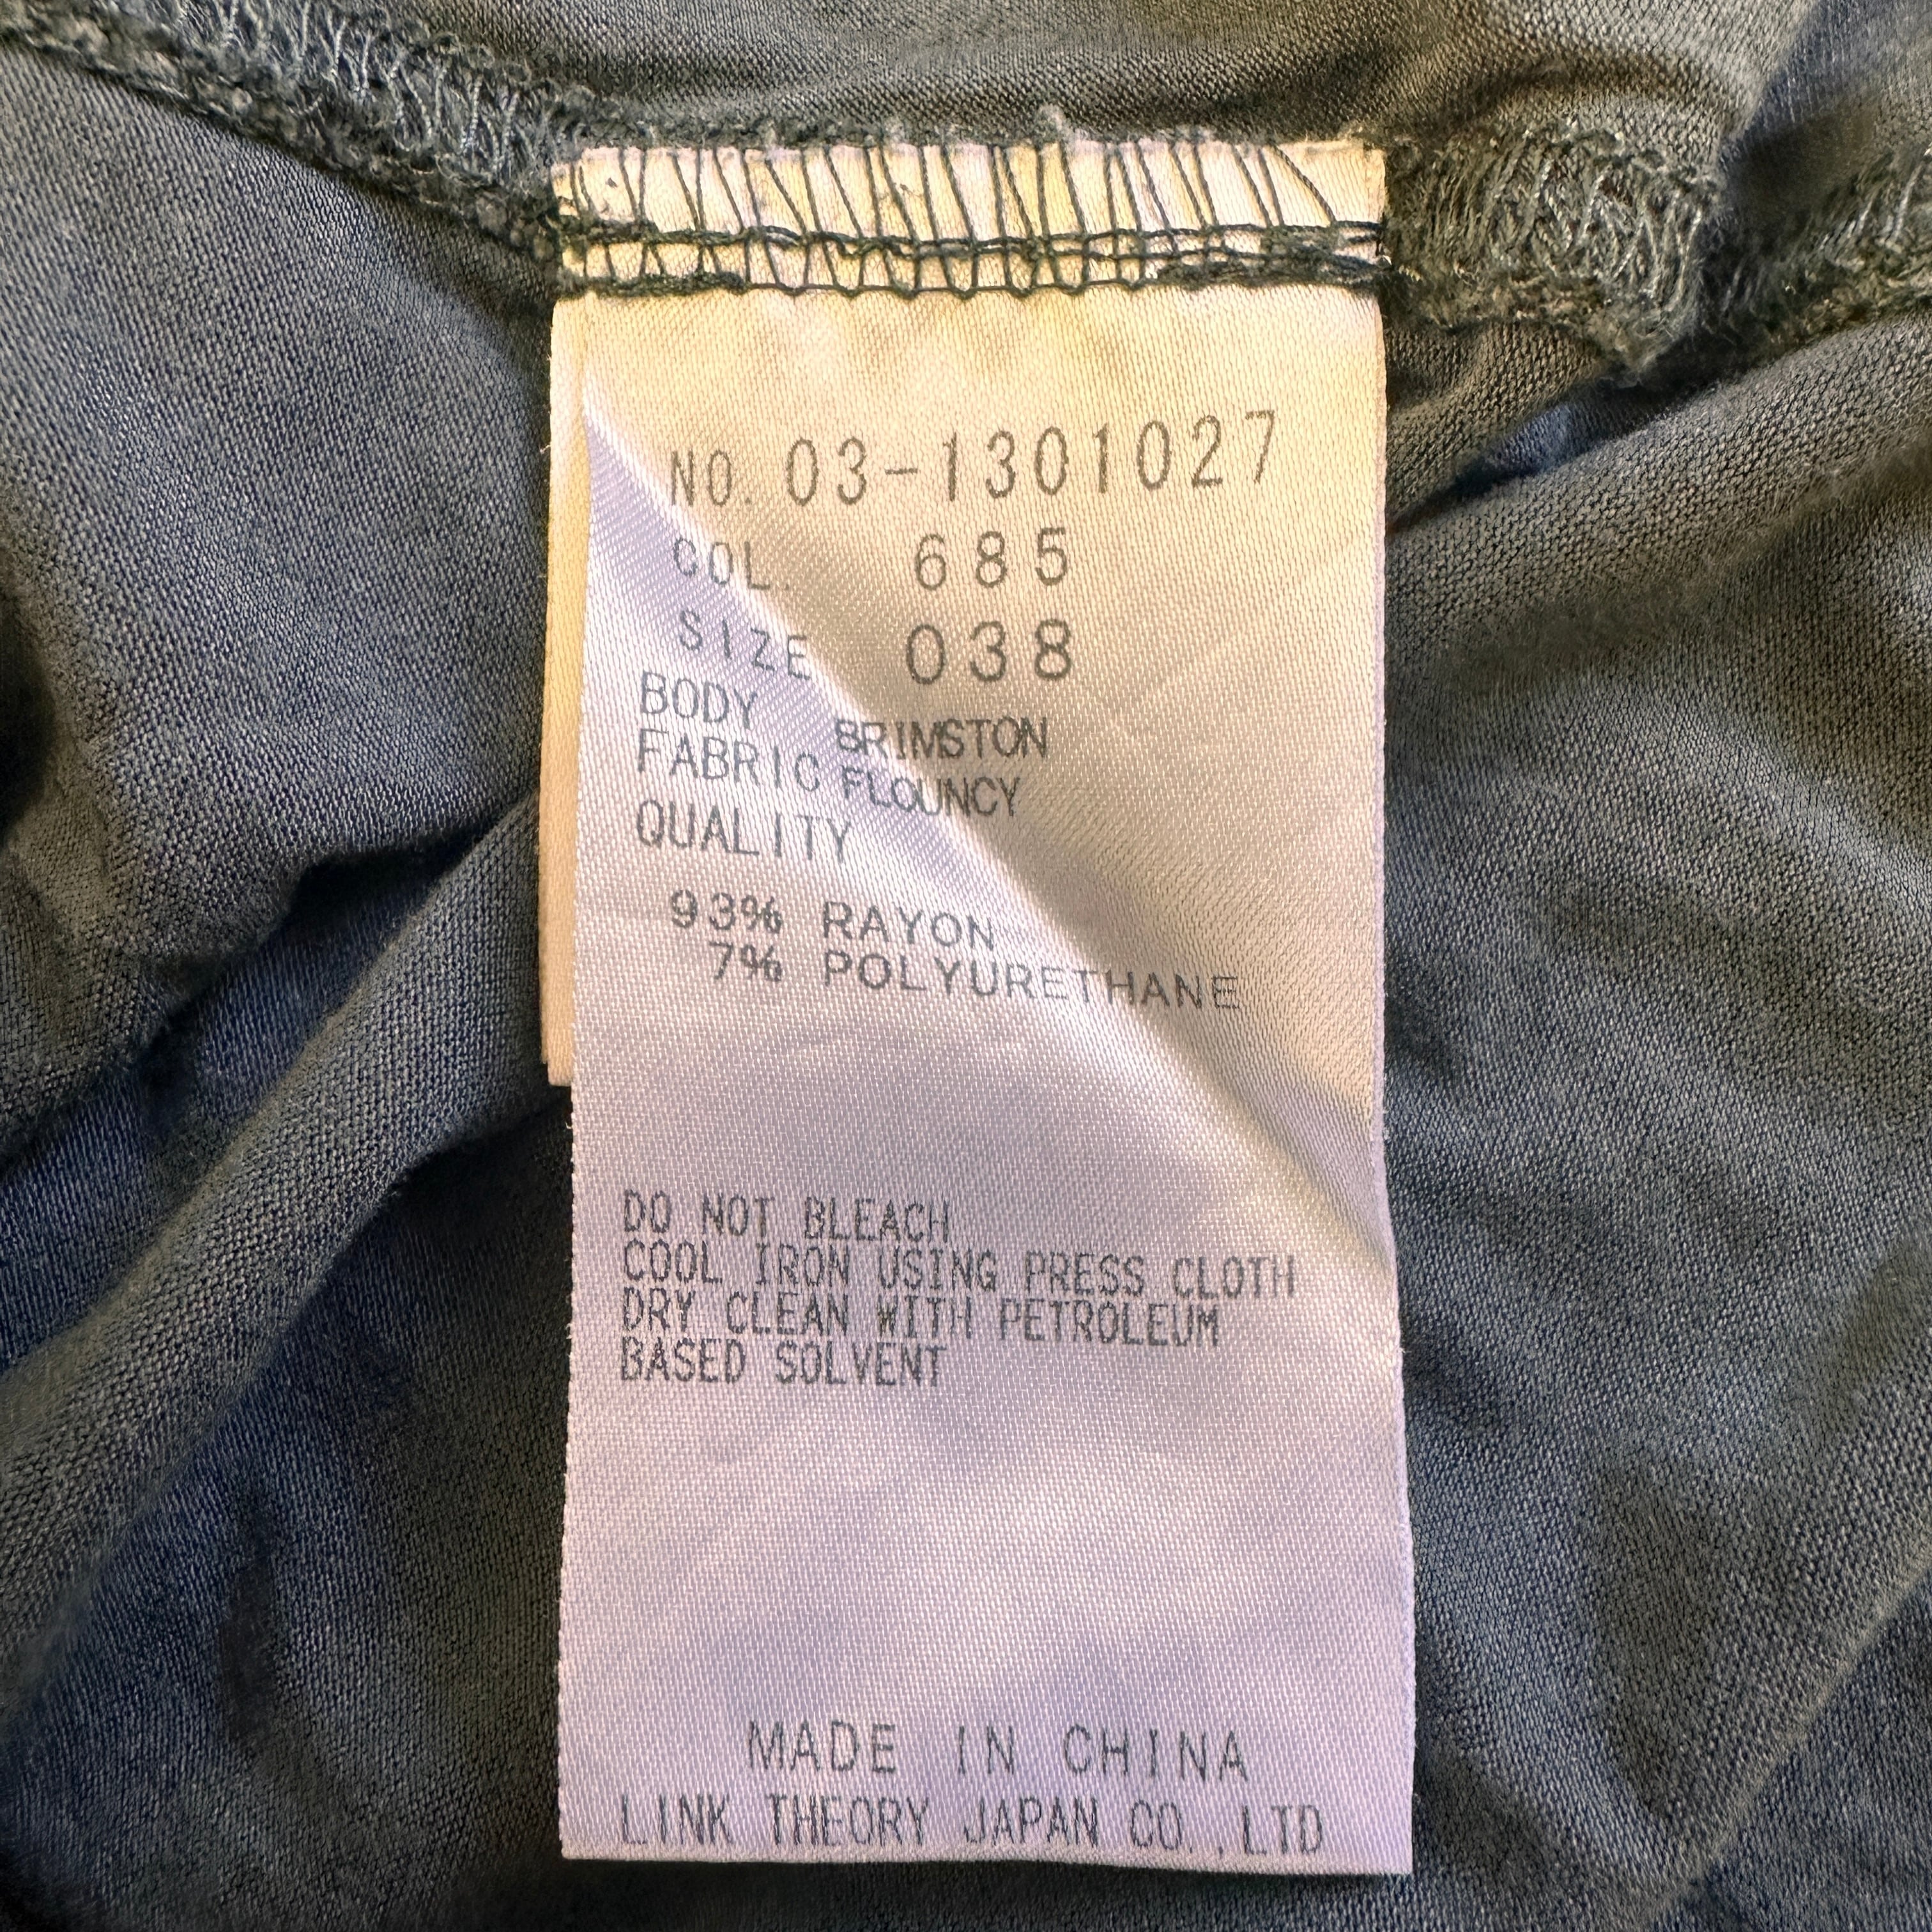 NO. 03-1301027
COL. 685
SIZE 038
BODY BRIMSTON
FABRIC FLOUNCY
QUALITY
93% RAYON
7% POLYURETHANE
DO NOT BLEACH
COOL IRON USING PRESS CLOTH
DRY CLEAN WITH PETROLEUM
BASED SOLVENT
MADE IN CHINA
LINK THEORY JAPAN CO.,LTD